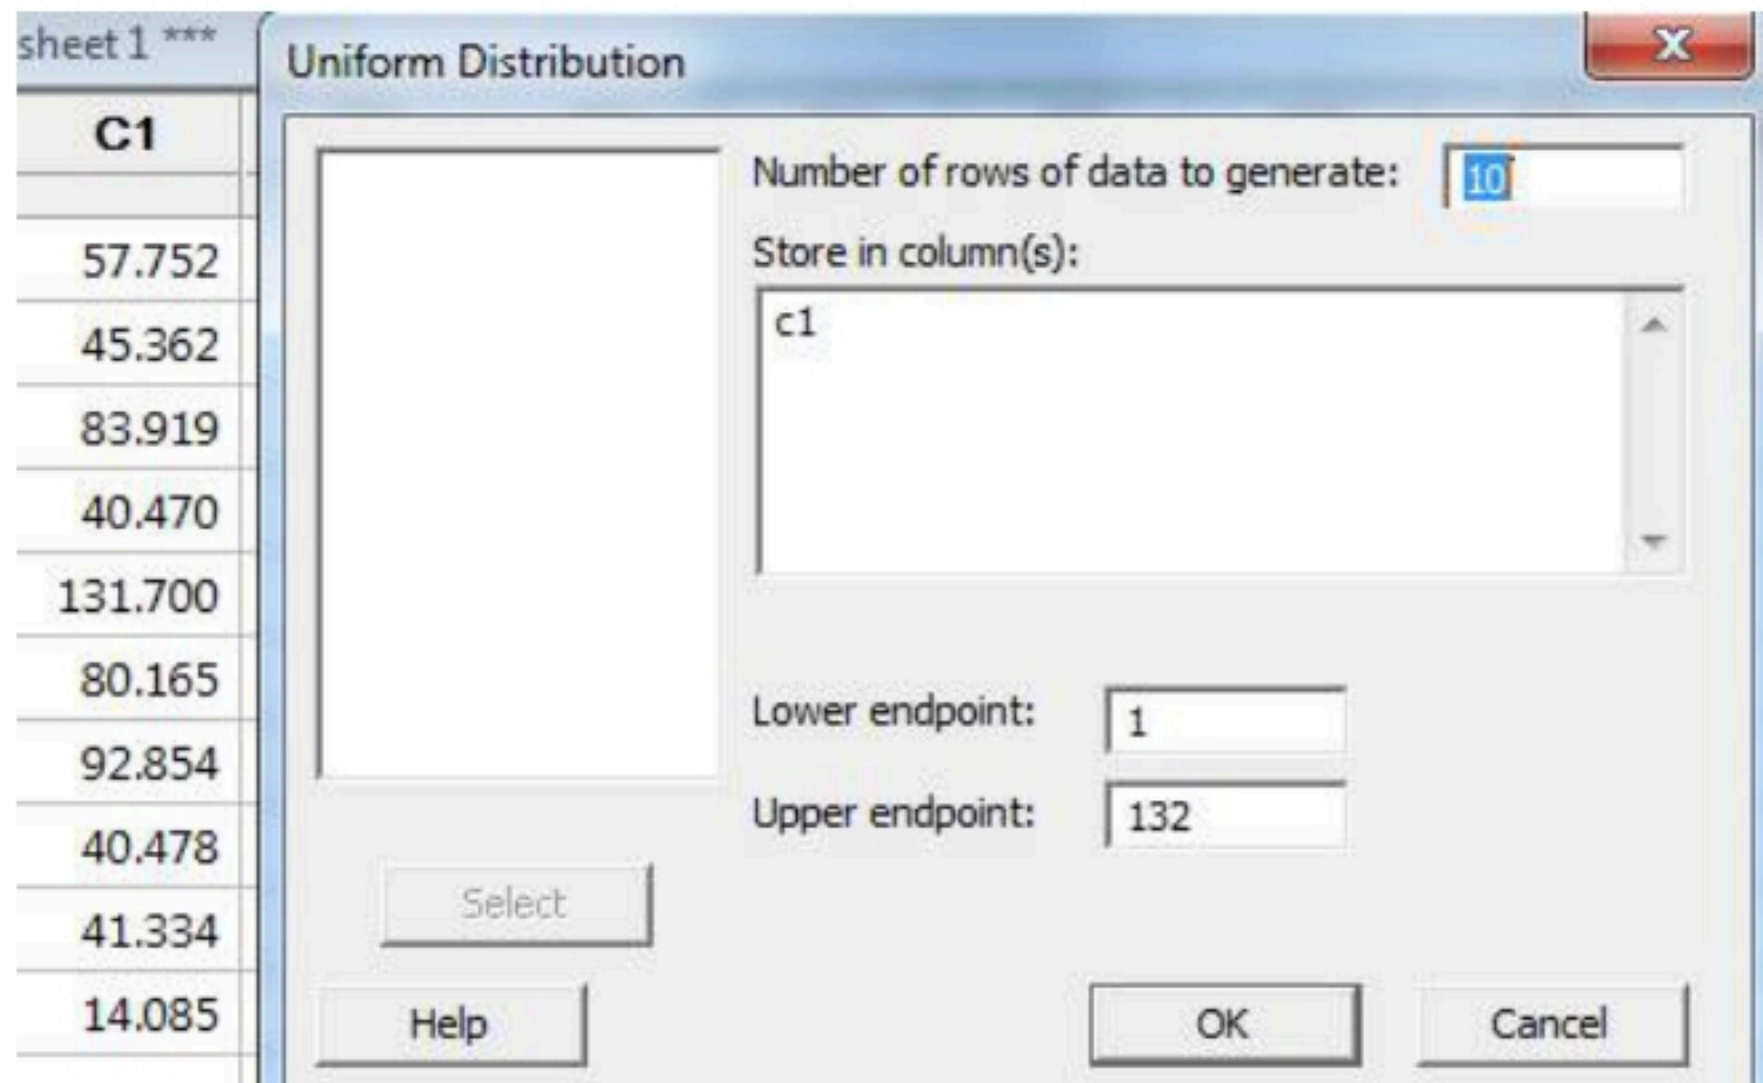 sheet 1 ***
C1
57.752
45.362
83.919
40.470
131.700
80.165
92.854
40.478
41.334
14.085
Uniform Distribution
X
Number of rows of data to generate: 10
Store in column(s):
c1
Lower endpoint: 1
Upper endpoint: 132
Select
Help
OK
Cancel